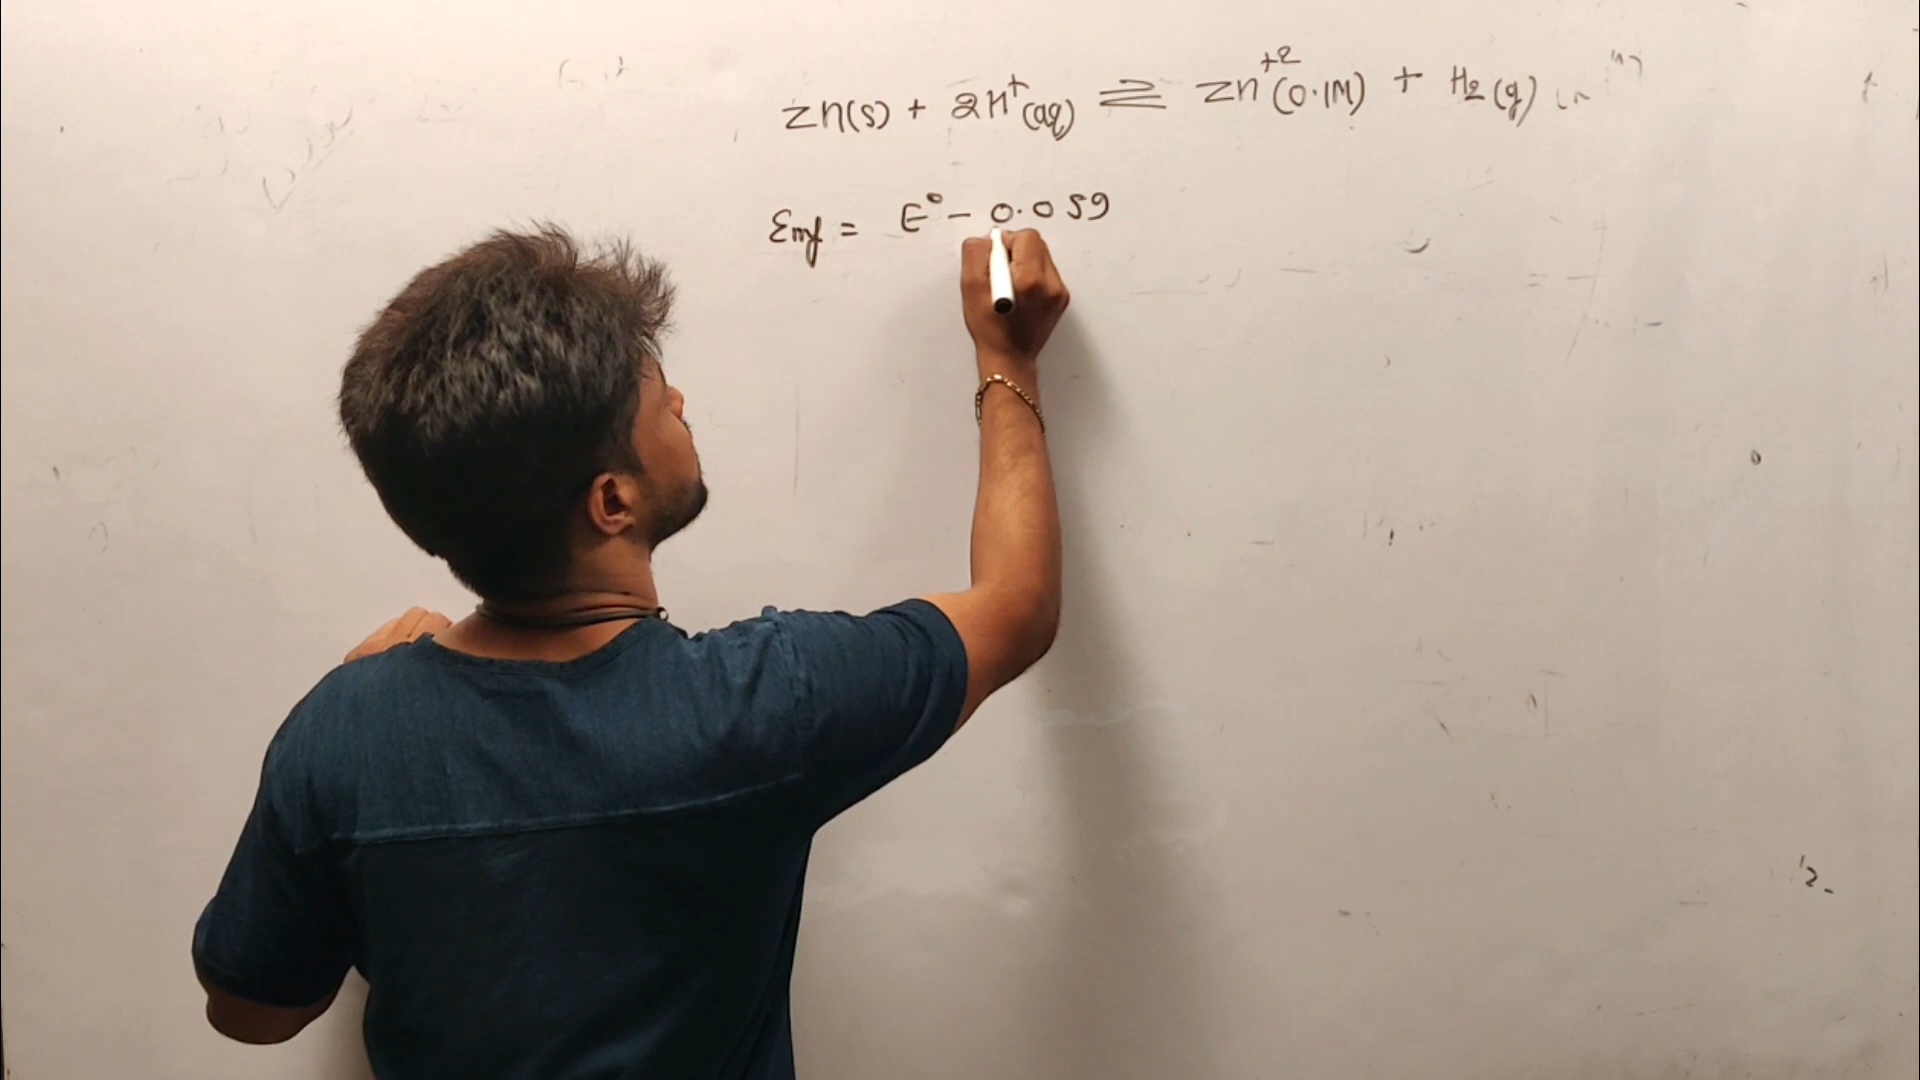 Zn(s) + 2H⁺(aq) ⇌ Zn⁺²(0.1M) + H₂(g)
Emf = E° - 0.059